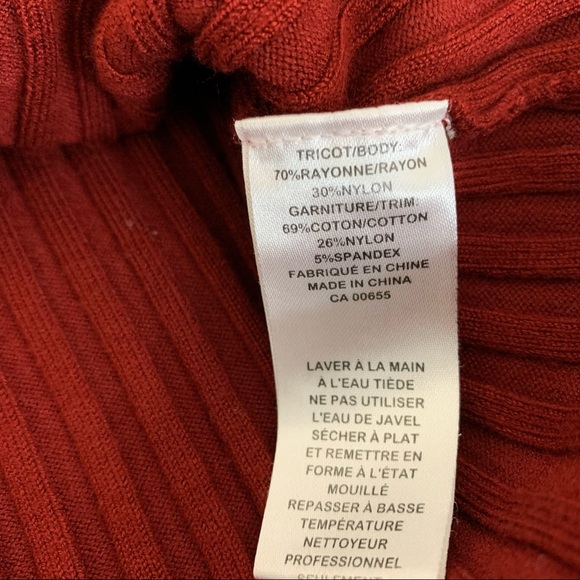 TRICOT/BODY:
70%RAYONNE/RAYON
30%NYLON
GARNITURE/TRIM:
69%COTON/COTTON
26%NYLON
5%SPANDEX
FABRIQUÉ EN CHINE
MADE IN CHINA
CA 00655
LAVER À LA MAIN
À L'EAU TIÈDE
NE PAS UTILISER
L'EAU DE JAVEL
SÉCHER À PLAT
ET REMETTRE EN
FORME À L'ÉTAT
MOUILLÉ
REPASSER À BASSE
TEMPÉRATURE
NETTOYEUR
PROFESSIONNEL
SEULEMENT